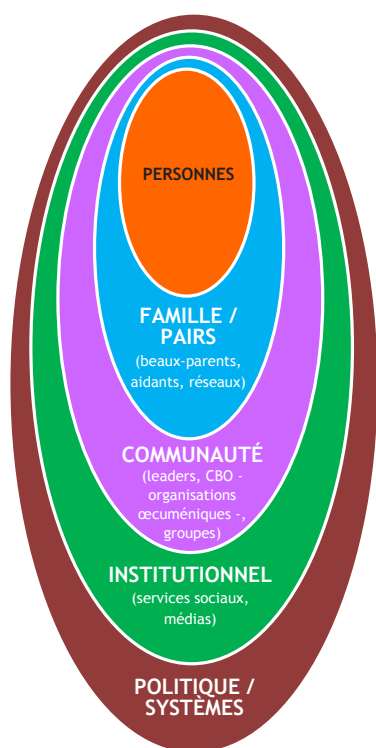 PERSONNES
FAMILLE /
PAIRS
(beaux-parents,
aidants, réseaux)
COMMUNAUTÉ
(leaders, CBO -
organisations
œcuméniques -,
groupes)
INSTITUTIONNEL
(services sociaux,
médias)
POLITIQUE /
SYSTÈMES